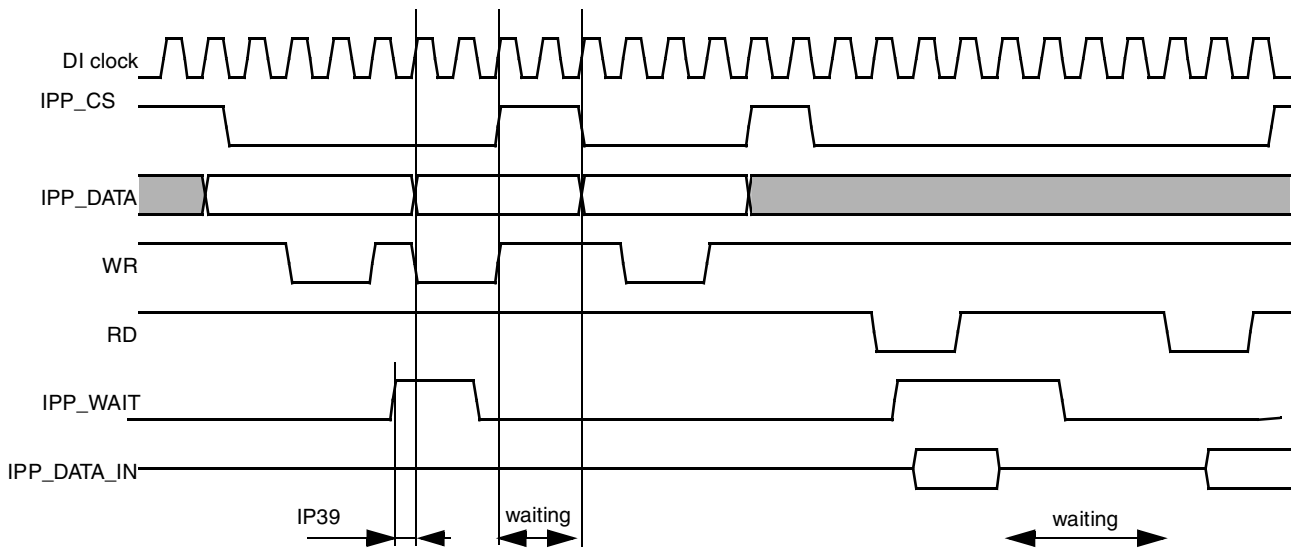 DI clock
IPP_CS
IPP_DATA
WR
RD
IPP_WAIT
IPP_DATA_IN
IP39
waiting
waiting